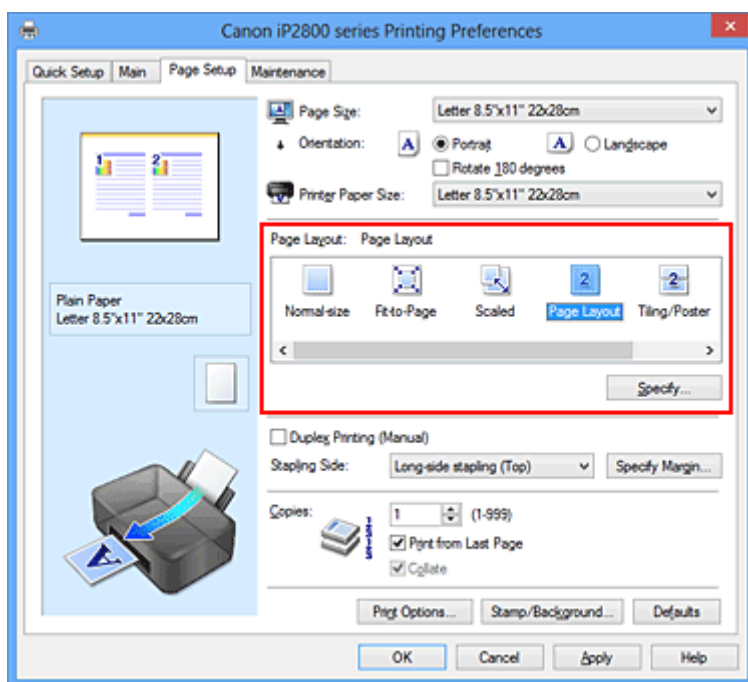 Canon iP2800 series Printing Preferences
Quick Setup Main Page Setup Maintenance
1 2
Page Size: Letter 8.5"x11" 22x28cm
Orientation: A Portrait A Landscape
Rotate 180 degrees
Printer Paper Size: Letter 8.5"x11" 22x28cm
Page Layout: Page Layout
2 2
Normal-size Fit-to-Page Scaled Page Layout Tiling/Poster
Plain Paper
Letter 8.5"x11" 22x28cm
Specify...
Duplex Printing (Manual)
Stapling Side: Long-side stapling (Top) Specify Margin...
Copies: 1 (1-999)
Print from Last Page
Collate
A
Print Options... Stamp/Background... Defaults
OK Cancel Apply Help